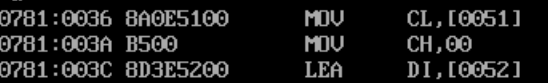 0781:0036 8A0E5100 MOV CL,[0051]
0781:003A B500 MOV CH,00
0781:003C 8D3E5200 LEA DI,[0052]